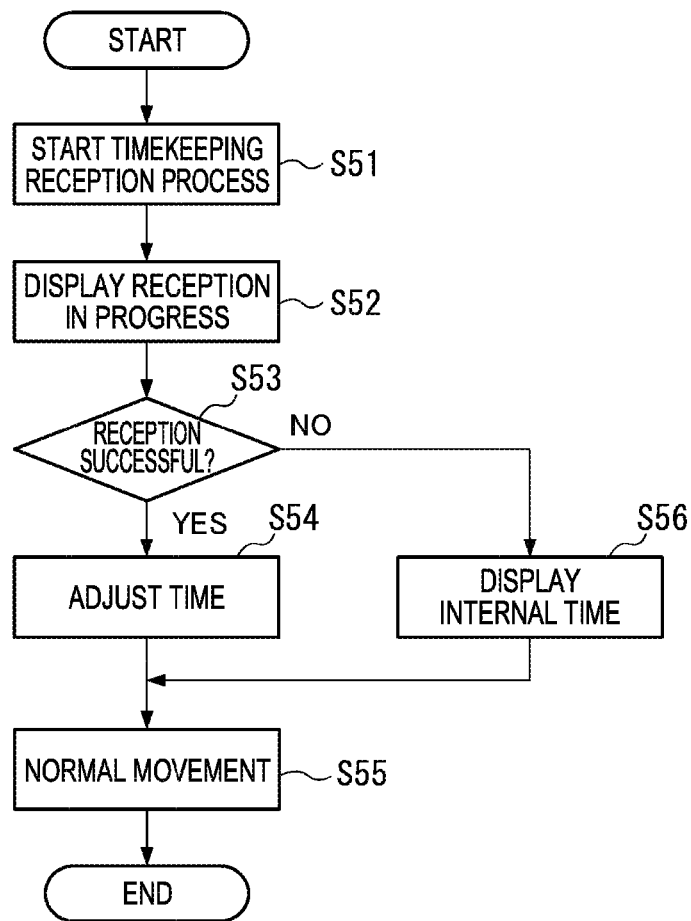 START
START TIMEKEEPING
RECEPTION PROCESS
S51
DISPLAY RECEPTION
IN PROGRESS
S52
S53
RECEPTION
SUCCESSFUL?
NO
YES
S54
ADJUST TIME
S56
DISPLAY
INTERNAL TIME
NORMAL MOVEMENT
S55
END